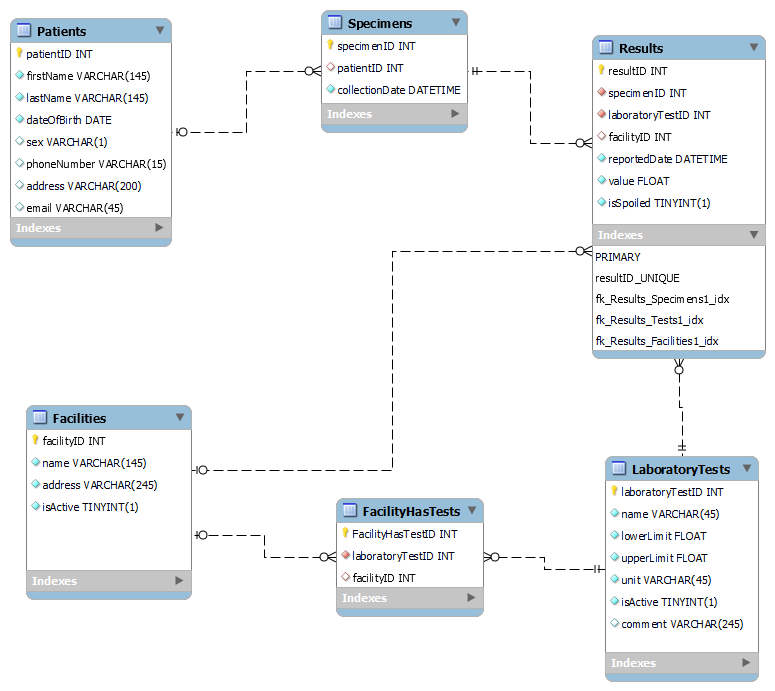 Patients
patientID INT
firstName VARCHAR(145)
lastName VARCHAR(145)
dateOfBirth DATE
sex VARCHAR(1)
phoneNumber VARCHAR(15)
address VARCHAR(200)
email VARCHAR(45)
Indexes
Specimens
specimenID INT
patientID INT
collectionDate DATETIME
Indexes
Results
resultID INT
specimenID INT
laboratoryTestID INT
facilityID INT
reportedDate DATETIME
value FLOAT
isSpoiled TINYINT(1)
Indexes
PRIMARY
resultID_UNIQUE
fk_Results_Specimens1_idx
fk_Results_Tests1_idx
fk_Results_Facilities1_idx
Facilities
facilityID INT
name VARCHAR(145)
address VARCHAR(245)
isActive TINYINT(1)
Indexes
FacilityHasTests
FacilityHasTestID INT
laboratoryTestID INT
facilityID INT
Indexes
LaboratoryTests
laboratoryTestID INT
name VARCHAR(45)
lowerLimit FLOAT
upperLimit FLOAT
unit VARCHAR(45)
isActive TINYINT(1)
comment VARCHAR(245)
Indexes